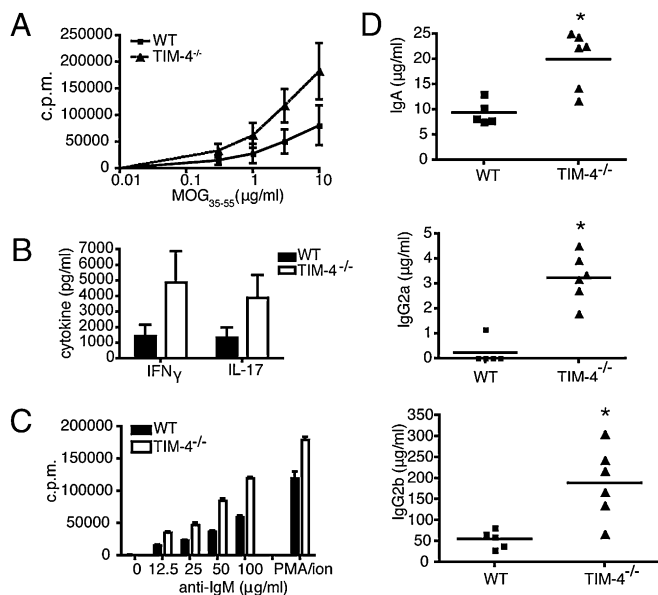 A
WT
TIM-4-/-
c.p.m.
250000
200000
150000
100000
50000
0
0.01
0.1
1
10
MOG35-55(μg/ml)
B
WT
TIM-4-/-
cytokine (pg/ml)
7000
6000
5000
4000
3000
2000
1000
0
IFNγ
IL-17
C
WT
TIM-4-/-
c.p.m.
200000
150000
100000
50000
0
0
12.5
25
50
100
PMA/ion
anti-IgM (μg/ml)
D
IgA (μg/ml)
25
20
15
10
5
0
*
WT
TIM-4-/-
IgG2a (μg/ml)
5
4
3
2
1
0
*
WT
TIM-4-/-
IgG2b (μg/ml)
350
300
250
200
150
100
50
0
*
WT
TIM-4-/-